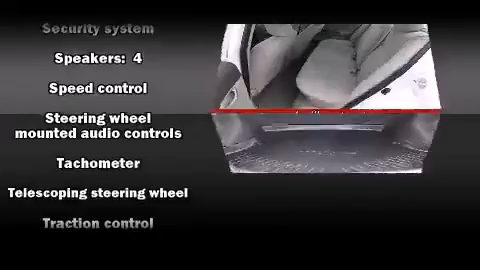 Security system
Speakers: 4
Speed control
Steering wheel
mounted audio controls
Tachometer
Telescoping steering wheel
Traction control